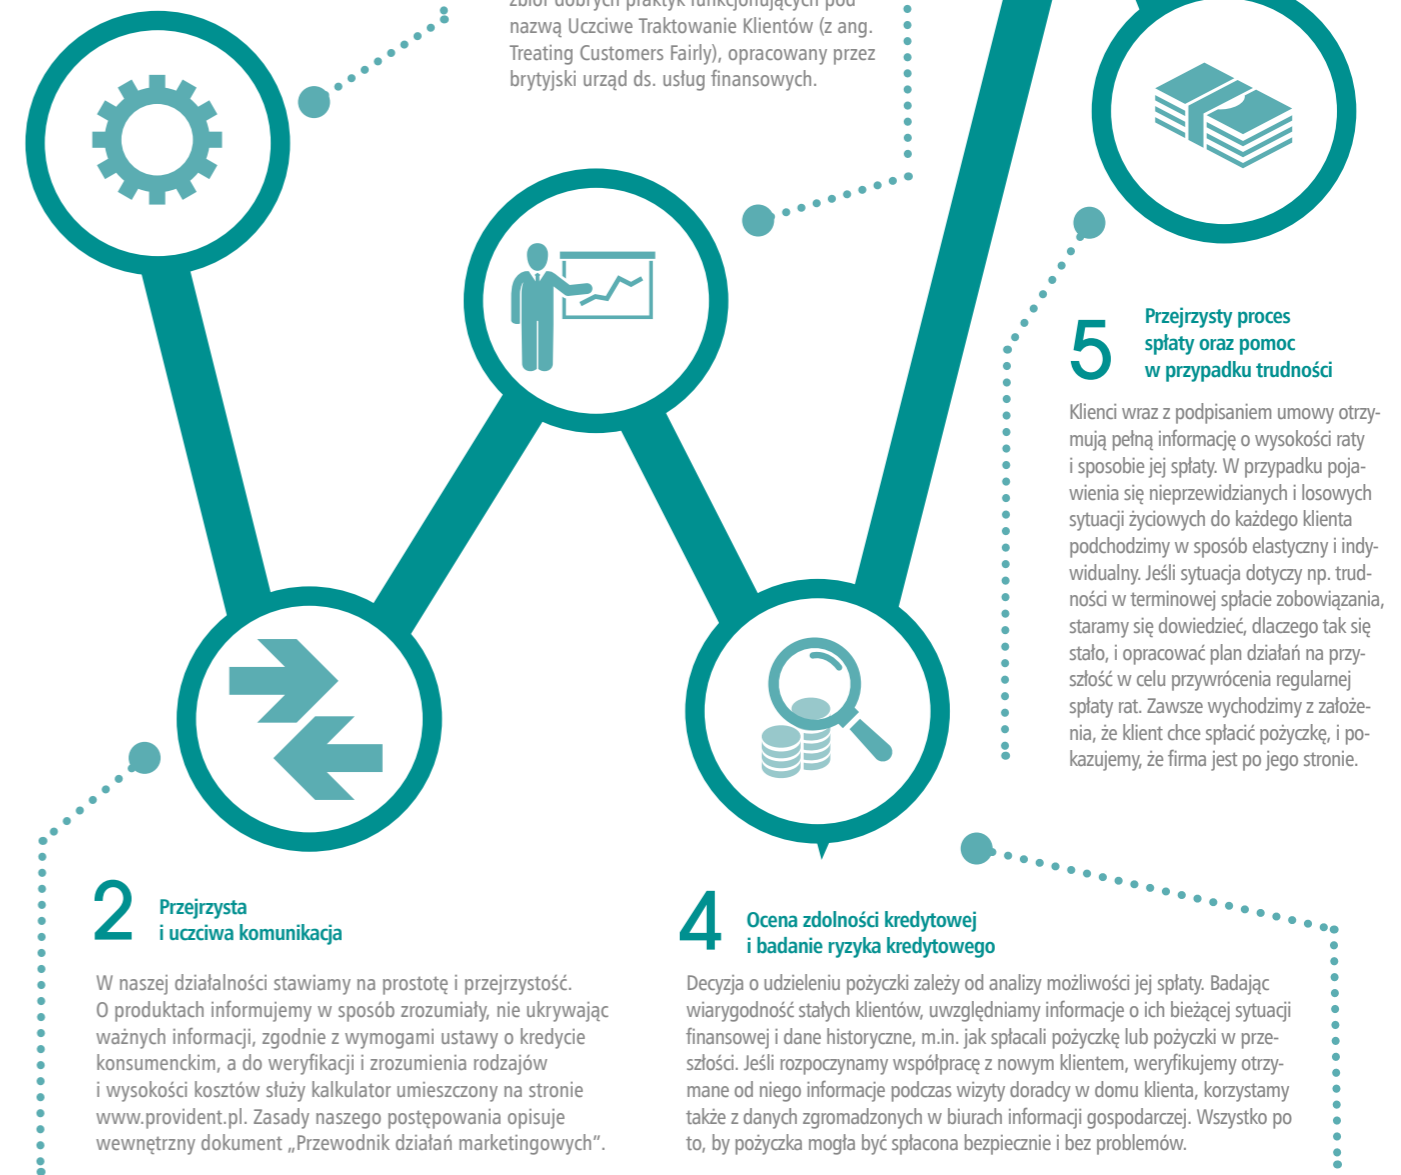 zbiór dobrych praktyk funkcjonujących pod
nazwą Uczciwe Traktowanie Klientów (z ang.
Treating Customers Fairly), opracowany przez
brytyjski urząd ds. usług finansowych.
5
Przejrzysty proces
spłaty oraz pomoc
w przypadku trudności
Klienci wraz z podpisaniem umowy otrzy-
mują pełną informację o wysokości raty
i sposobie jej spłaty. W przypadku poja-
wienia się nieprzewidzianych i losowych
sytuacji życiowych do każdego klienta
podchodzimy w sposób elastyczny i indy-
widualny. Jeśli sytuacja dotyczy np. trud-
ności w terminowej spłacie zobowiązania,
staramy się dowiedzieć, dlaczego tak się
stało, i opracować plan działań na przy-
szłość w celu przywrócenia regularnej
spłaty rat. Zawsze wychodzimy z założe-
nia, że klient chce spłacić pożyczkę, i po-
kazujemy, że firma jest po jego stronie.
2
Przejrzysta
i uczciwa komunikacja
W naszej działalności stawiamy na prostotę i przejrzystość.
O produktach informujemy w sposób zrozumiały, nie ukrywając
ważnych informacji, zgodnie z wymogami ustawy o kredycie
konsumenckim, a do weryfikacji i zrozumienia rodzajów
i wysokości kosztów służy kalkulator umieszczony na stronie
www.provident.pl. Zasady naszego postępowania opisuje
wewnętrzny dokument „Przewodnik działań marketingowych”.
4
Ocena zdolności kredytowej
i badanie ryzyka kredytowego
Decyzja o udzieleniu pożyczki zależy od analizy możliwości jej spłaty. Badając
wiarygodność stałych klientów, uwzględniamy informacje o ich bieżącej sytuacji
finansowej i dane historyczne, m.in. jak spłacali pożyczkę lub pożyczki w prze-
szłości. Jeśli rozpoczynamy współpracę z nowym klientem, weryfikujemy otrzy-
mane od niego informacje podczas wizyty doradcy w domu klienta, korzystamy
także z danych zgromadzonych w biurach informacji gospodarczej. Wszystko po
to, by pożyczka mogła być spłacona bezpiecznie i bez problemów.